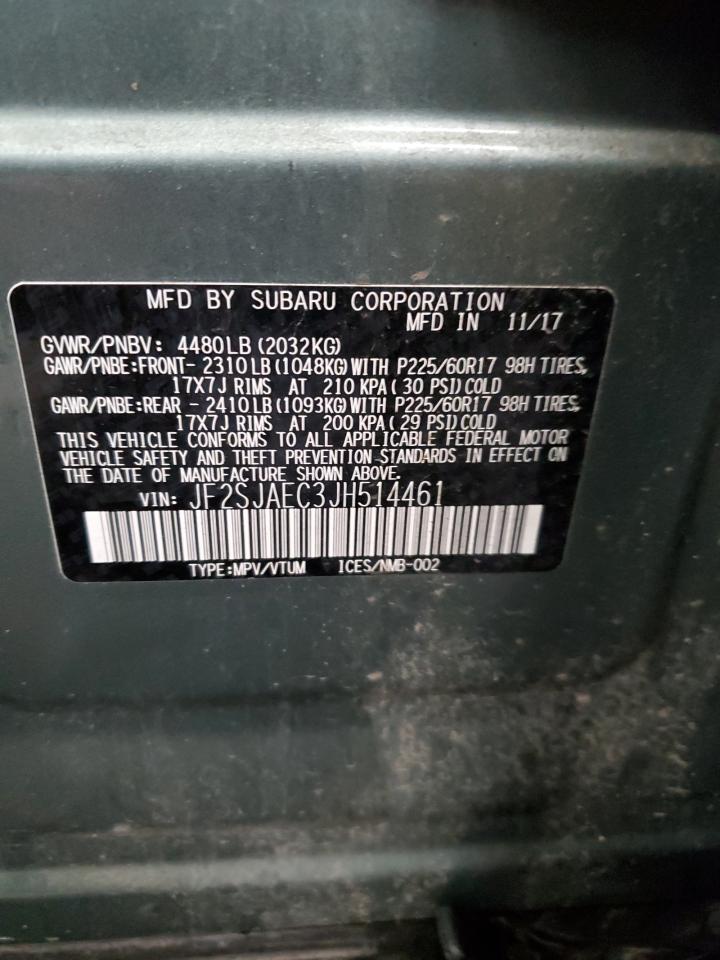 MFD BY SUBARU CORPORATION
MFD IN 11/17
GVWR/PNBV: 4480LB (2032KG)
GAWR/PNBE:FRONT- 2310LB (1048KG) WITH P225/60R17 98H TIRES,
17X7J RIMS AT 210 KPA ( 30 PSI) COLD
GAWR/PNBE:REAR - 2410LB (1093KG) WITH P225/60R17 98H TIRES,
17X7J RIMS AT 200 KPA ( 29 PSI) COLD
THIS VEHICLE CONFORMS TO ALL APPLICABLE FEDERAL MOTOR
VEHICLE SAFETY AND THEFT PREVENTION STANDARDS IN EFFECT ON
THE DATE OF MANUFACTURE SHOWN ABOVE.
VIN: JF2SJAEC3JH514461
TYPE:MPV/VTUM ICES/NMB-002